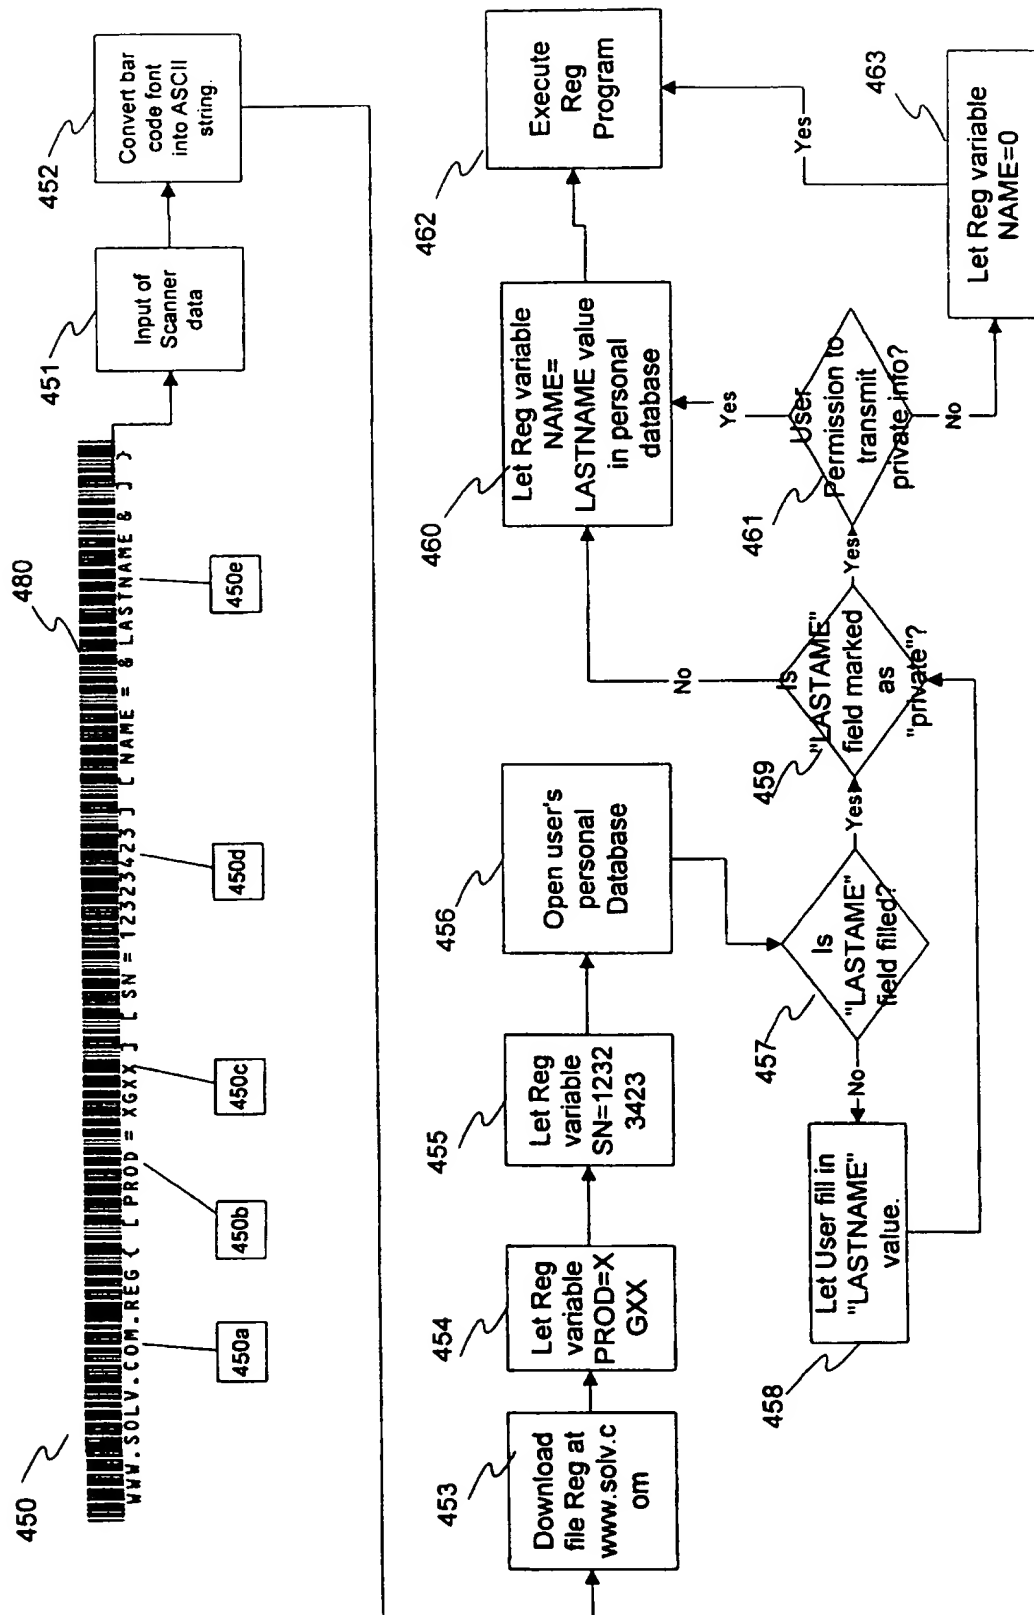 450
480
WWW.SOLV.COM.REG{[PROD=XGXX][SN=12323423][NAME=&LASTNAME&]}
450a
450b
450c
450d
450e
451
Input of
Scanner
data
452
Convert bar
code font
into ASCII
string.
453
Download
file Reg at
www.solv.c
om
454
Let Reg
variable
PROD=X
GXX
455
Let Reg
variable
SN=1232
3423
456
Open user's
personal
Database
457
Is
"LASTAME"
field filled?
No
Yes
458
Let User fill in
"LASTNAME"
value.
459
Is
"LASTAME"
field marked
as
"private"?
No
Yes
460
Let Reg variable
NAME=
LASTNAME value
in personal
database
461
User
Permission to
transmit
private info?
Yes
No
462
Execute
Reg
Program
Yes
463
Let Reg variable
NAME=0